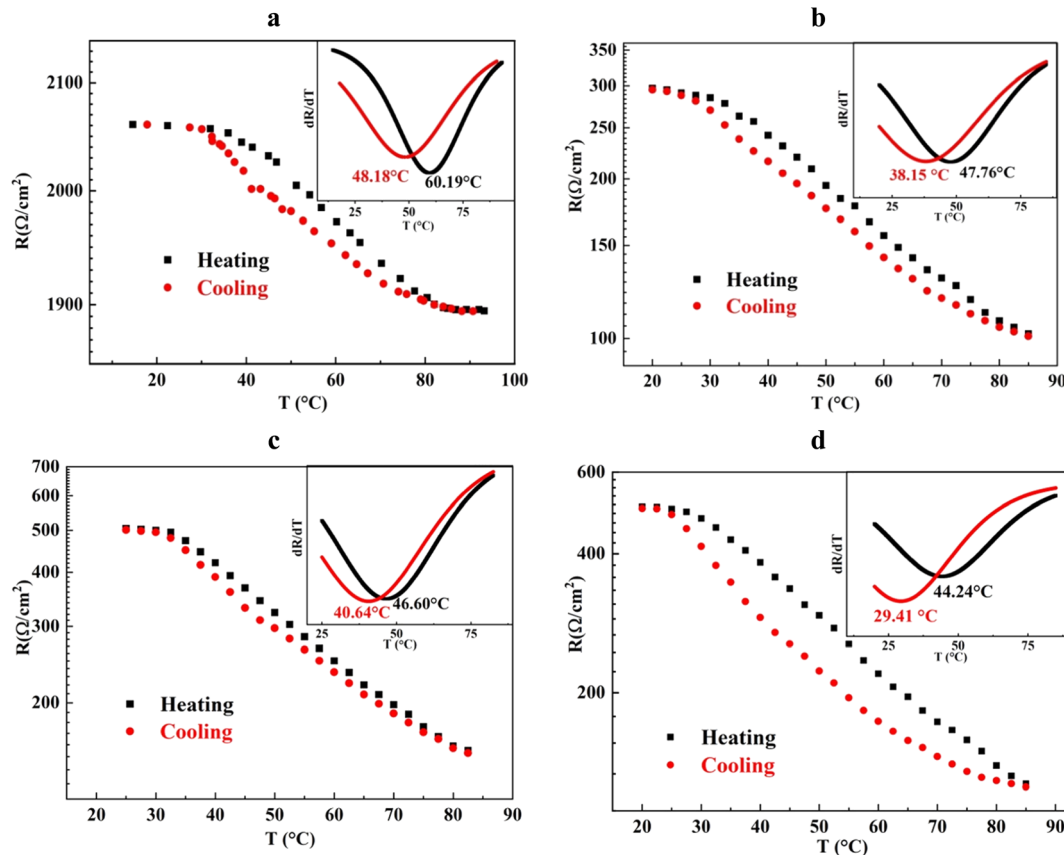 a
2100
2000
1900
R(Ω/cm²)
20 40 60 80 100
T (°C)
Heating
Cooling
dR/dT
48.18°C
60.19°C
25 50 75
T (°C)
b
350
300
250
200
150
100
R(Ω/cm²)
20 30 40 50 60 70 80 90
T (°C)
Heating
Cooling
dR/dT
38.15 °C
47.76°C
25 50 75
T (°C)
c
700
600
500
400
300
200
R(Ω/cm²)
20 30 40 50 60 70 80 90
T (°C)
Heating
Cooling
dR/dT
40.64°C
46.60°C
25 50 75
T (°C)
d
600
400
200
R(Ω/cm²)
20 30 40 50 60 70 80 90
T (°C)
Heating
Cooling
dR/dT
44.24°C
29.41 °C
25 50 75
T (°C)